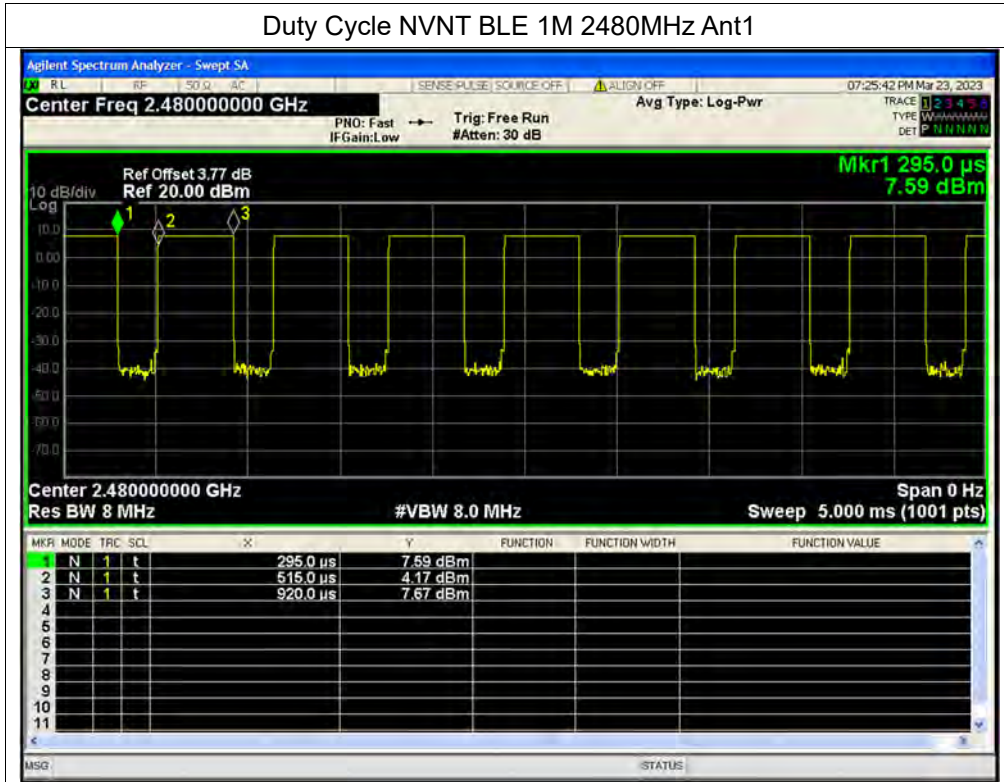 Duty Cycle NVNT BLE 1M 2480MHz Ant1
Agilent Spectrum Analyzer - Swept SA
RL RF 50 Ω AC SENSE:PULSE SOURCE OFF ALIGN OFF 07:25:42 PM Mar 23, 2023
Center Freq 2.480000000 GHz
PNO: Fast
IFGain:Low
Trig: Free Run
#Atten: 30 dB
Avg Type: Log-Pwr
TRACE 1 2 3 4 5 6
TYPE W
DET P N N N N N
Mkr1 295.0 µs
7.59 dBm
Ref Offset 3.77 dB
10 dB/div Ref 20.00 dBm
Log
1 2 3
10.0
0.00
-10.0
-20.0
-30.0
-40.0
-50.0
-60.0
-70.0
Center 2.480000000 GHz Span 0 Hz
Res BW 8 MHz #VBW 8.0 MHz Sweep 5.000 ms (1001 pts)
MKR MODE TRC SCL X Y FUNCTION FUNCTION WIDTH FUNCTION VALUE
1 N 1 t 295.0 µs 7.59 dBm
2 N 1 t 515.0 µs 4.17 dBm
3 N 1 t 920.0 µs 7.67 dBm
4
5
6
7
8
9
10
11
MSG STATUS